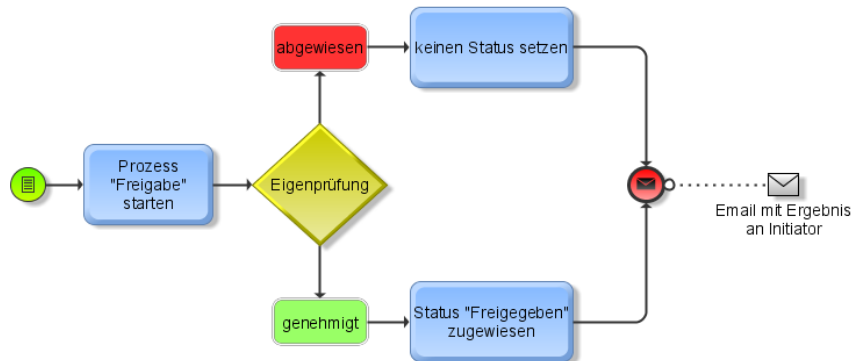 abgewiesen
keinen Status setzen
Prozess
"Freigabe"
starten
Eigenprüfung
Email mit Ergebnis
an Initiator
genehmigt
Status "Freigegeben"
zugewiesen